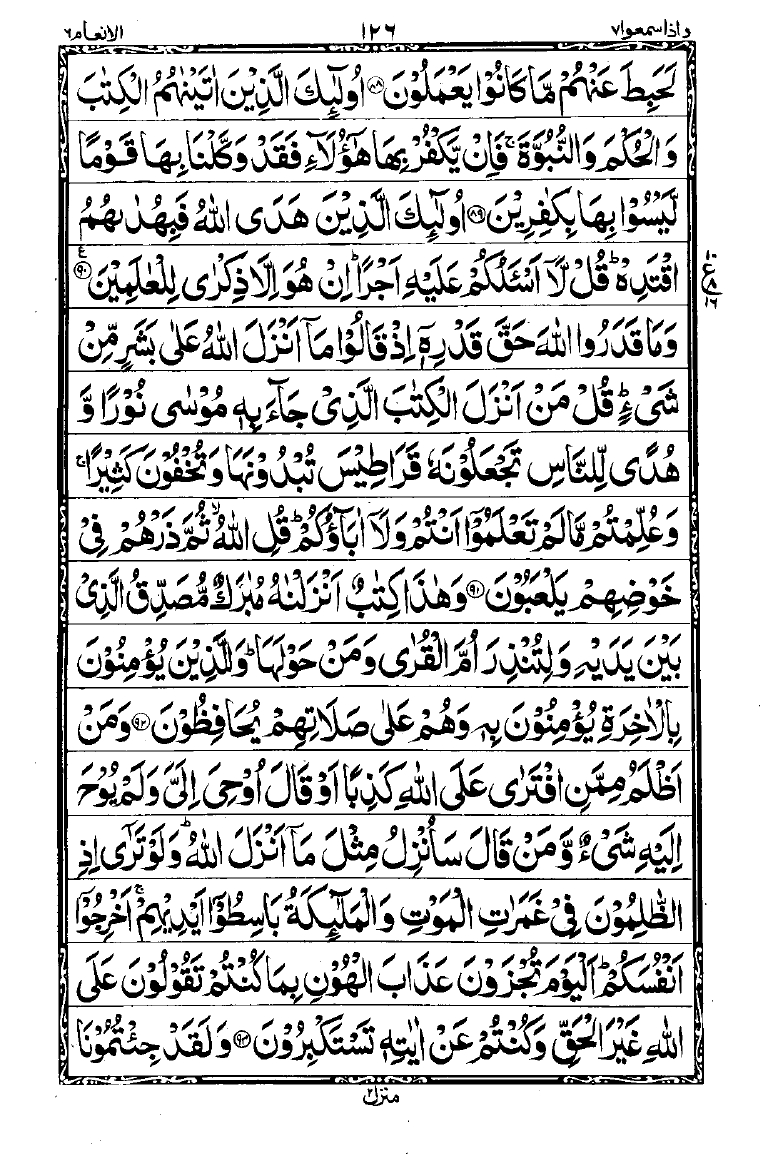 واذا سمعوا ٧ ١٢٦ الانعام ٦
لَحَبِطَ عَنْهُمْ مَّا كَانُوْا يَعْمَلُوْنَ ﴿٨٨﴾ اُولٰٓئِكَ الَّذِيْنَ اٰتَيْنٰهُمُ الْكِتٰبَ
وَالْحُكْمَ وَالنُّبُوَّةَ ۚ فَاِنْ يَّكْفُرْ بِهَا هٰٓؤُلَآءِ فَقَدْ وَكَّلْنَا بِهَا قَوْمًا
لَّيْسُوْا بِهَا بِكٰفِرِيْنَ ﴿٨٩﴾ اُولٰٓئِكَ الَّذِيْنَ هَدَى اللّٰهُ فَبِهُدٰىهُمُ
اقْتَدِهْ ؕ قُلْ لَّاۤ اَسْـَٔلُكُمْ عَلَيْهِ اَجْرًا ؕ اِنْ هُوَ اِلَّا ذِكْرٰى لِلْعٰلَمِيْنَ ﴿٩٠﴾ ع
وَمَا قَدَرُوا اللّٰهَ حَقَّ قَدْرِهٖۤ اِذْ قَالُوْا مَاۤ اَنْزَلَ اللّٰهُ عَلٰى بَشَرٍ مِّنْ
شَیْءٍ ؕ قُلْ مَنْ اَنْزَلَ الْكِتٰبَ الَّذِیْ جَآءَ بِهٖ مُوْسٰى نُوْرًا وَّ
هُدًى لِّلنَّاسِ تَجْعَلُوْنَهٗ قَرَاطِيْسَ تُبْدُوْنَهَا وَتُخْفُوْنَ كَثِيْرًا ۚ
وَعُلِّمْتُمْ مَّا لَمْ تَعْلَمُوْۤا اَنْتُمْ وَلَاۤ اٰبَآؤُكُمْ ؕ قُلِ اللّٰهُ ۙ ثُمَّ ذَرْهُمْ فِیْ
خَوْضِهِمْ يَلْعَبُوْنَ ﴿٩١﴾ وَهٰذَا كِتٰبٌ اَنْزَلْنٰهُ مُبٰرَكٌ مُّصَدِّقُ الَّذِیْ
بَيْنَ يَدَيْهِ وَلِتُنْذِرَ اُمَّ الْقُرٰى وَمَنْ حَوْلَهَا ؕ وَالَّذِيْنَ يُؤْمِنُوْنَ
بِالْاٰخِرَةِ يُؤْمِنُوْنَ بِهٖ وَهُمْ عَلٰى صَلَاتِهِمْ يُحَافِظُوْنَ ﴿٩٢﴾ وَمَنْ
اَظْلَمُ مِمَّنِ افْتَرٰى عَلَى اللّٰهِ كَذِبًا اَوْ قَالَ اُوْحِیَ اِلَیَّ وَلَمْ يُوْحَ
اِلَيْهِ شَیْءٌ وَّمَنْ قَالَ سَاُنْزِلُ مِثْلَ مَاۤ اَنْزَلَ اللّٰهُ ؕ وَلَوْ تَرٰۤى اِذِ
الظّٰلِمُوْنَ فِیْ غَمَرٰتِ الْمَوْتِ وَالْمَلٰٓئِكَةُ بَاسِطُوْۤا اَيْدِيْهِمْ ۚ اَخْرِجُوْۤا
اَنْفُسَكُمْ ؕ اَلْيَوْمَ تُجْزَوْنَ عَذَابَ الْهُوْنِ بِمَا كُنْتُمْ تَقُوْلُوْنَ عَلَى
اللّٰهِ غَيْرَ الْحَقِّ وَكُنْتُمْ عَنْ اٰيٰتِهٖ تَسْتَكْبِرُوْنَ ﴿٩٣﴾ وَلَقَدْ جِئْتُمُوْنَا
منزل ٢